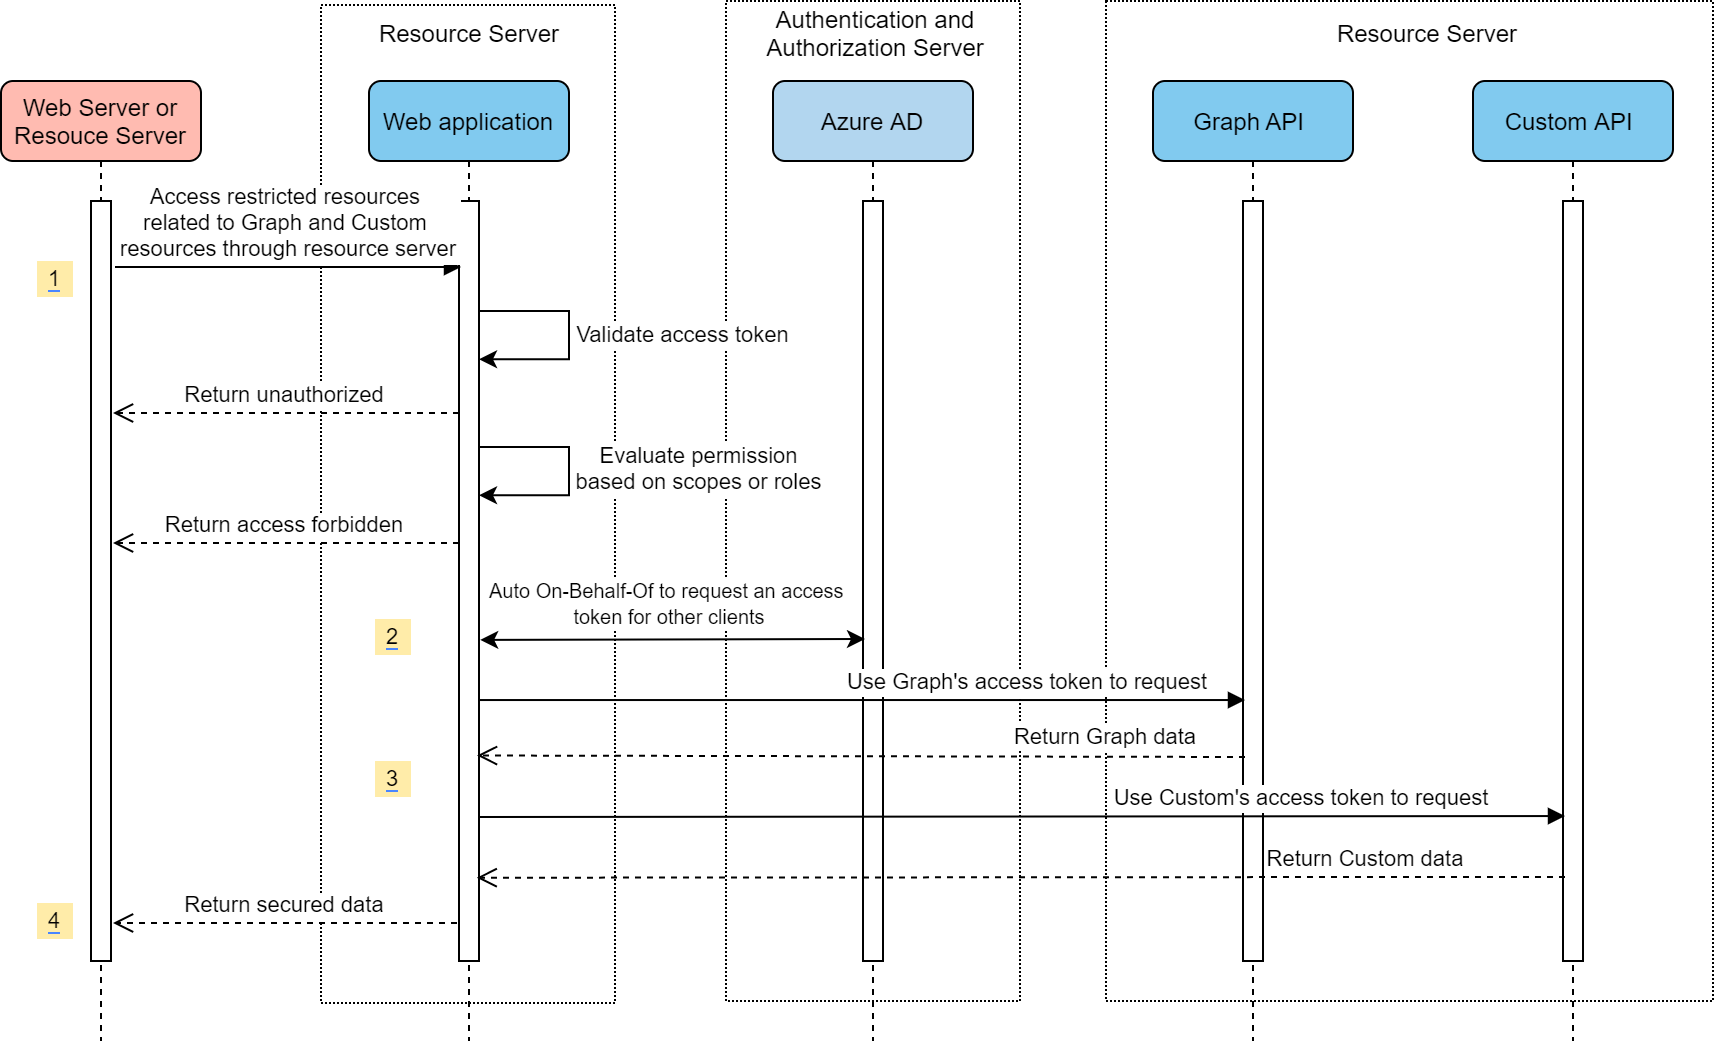 Resource Server
Authentication and
Authorization Server
Resource Server
Web Server or
Resouce Server
Web application
Azure AD
Graph API
Custom API
Access restricted resources
related to Graph and Custom
resources through resource server
1
Validate access token
Return unauthorized
Evaluate permission
based on scopes or roles
Return access forbidden
Auto On-Behalf-Of to request an access
token for other clients
2
Use Graph's access token to request
Return Graph data
3
Use Custom's access token to request
Return Custom data
Return secured data
4